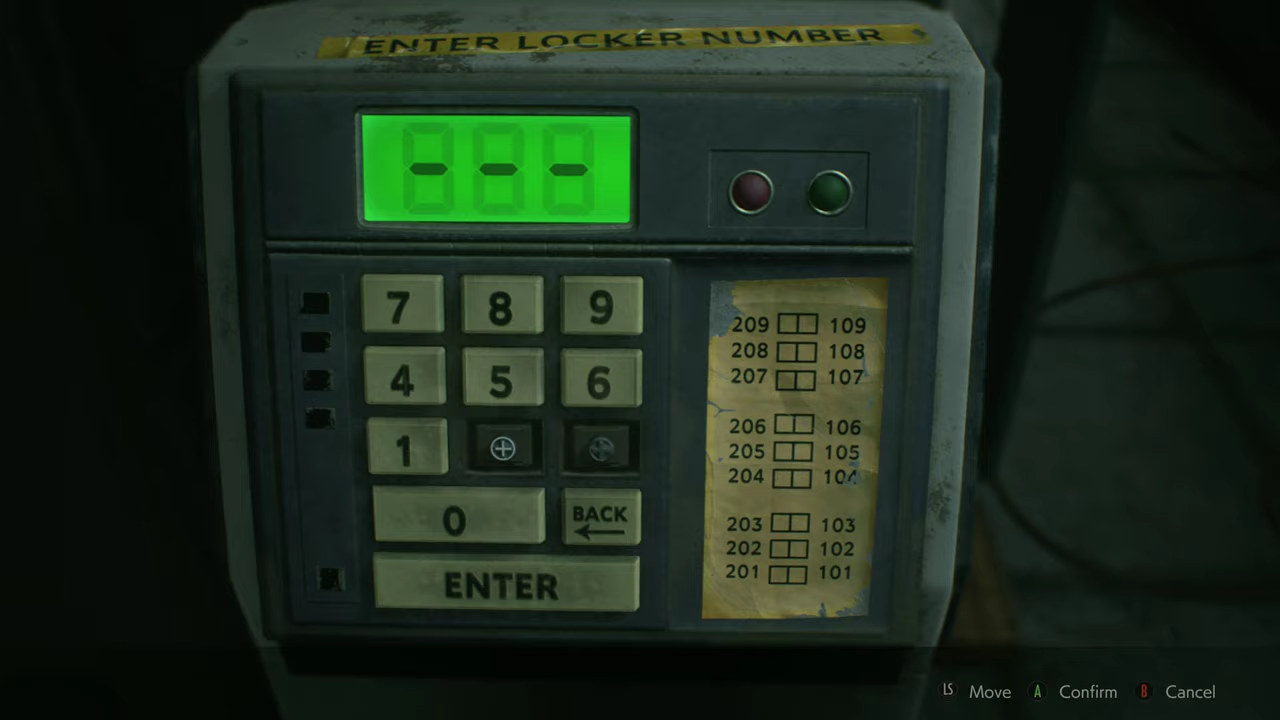 ENTER LOCKER NUMBER
- - -
7 8 9
4 5 6
1
0 BACK
ENTER
209 109
208 108
207 107
206 106
205 105
204 104
203 103
202 102
201 101
LS Move A Confirm B Cancel